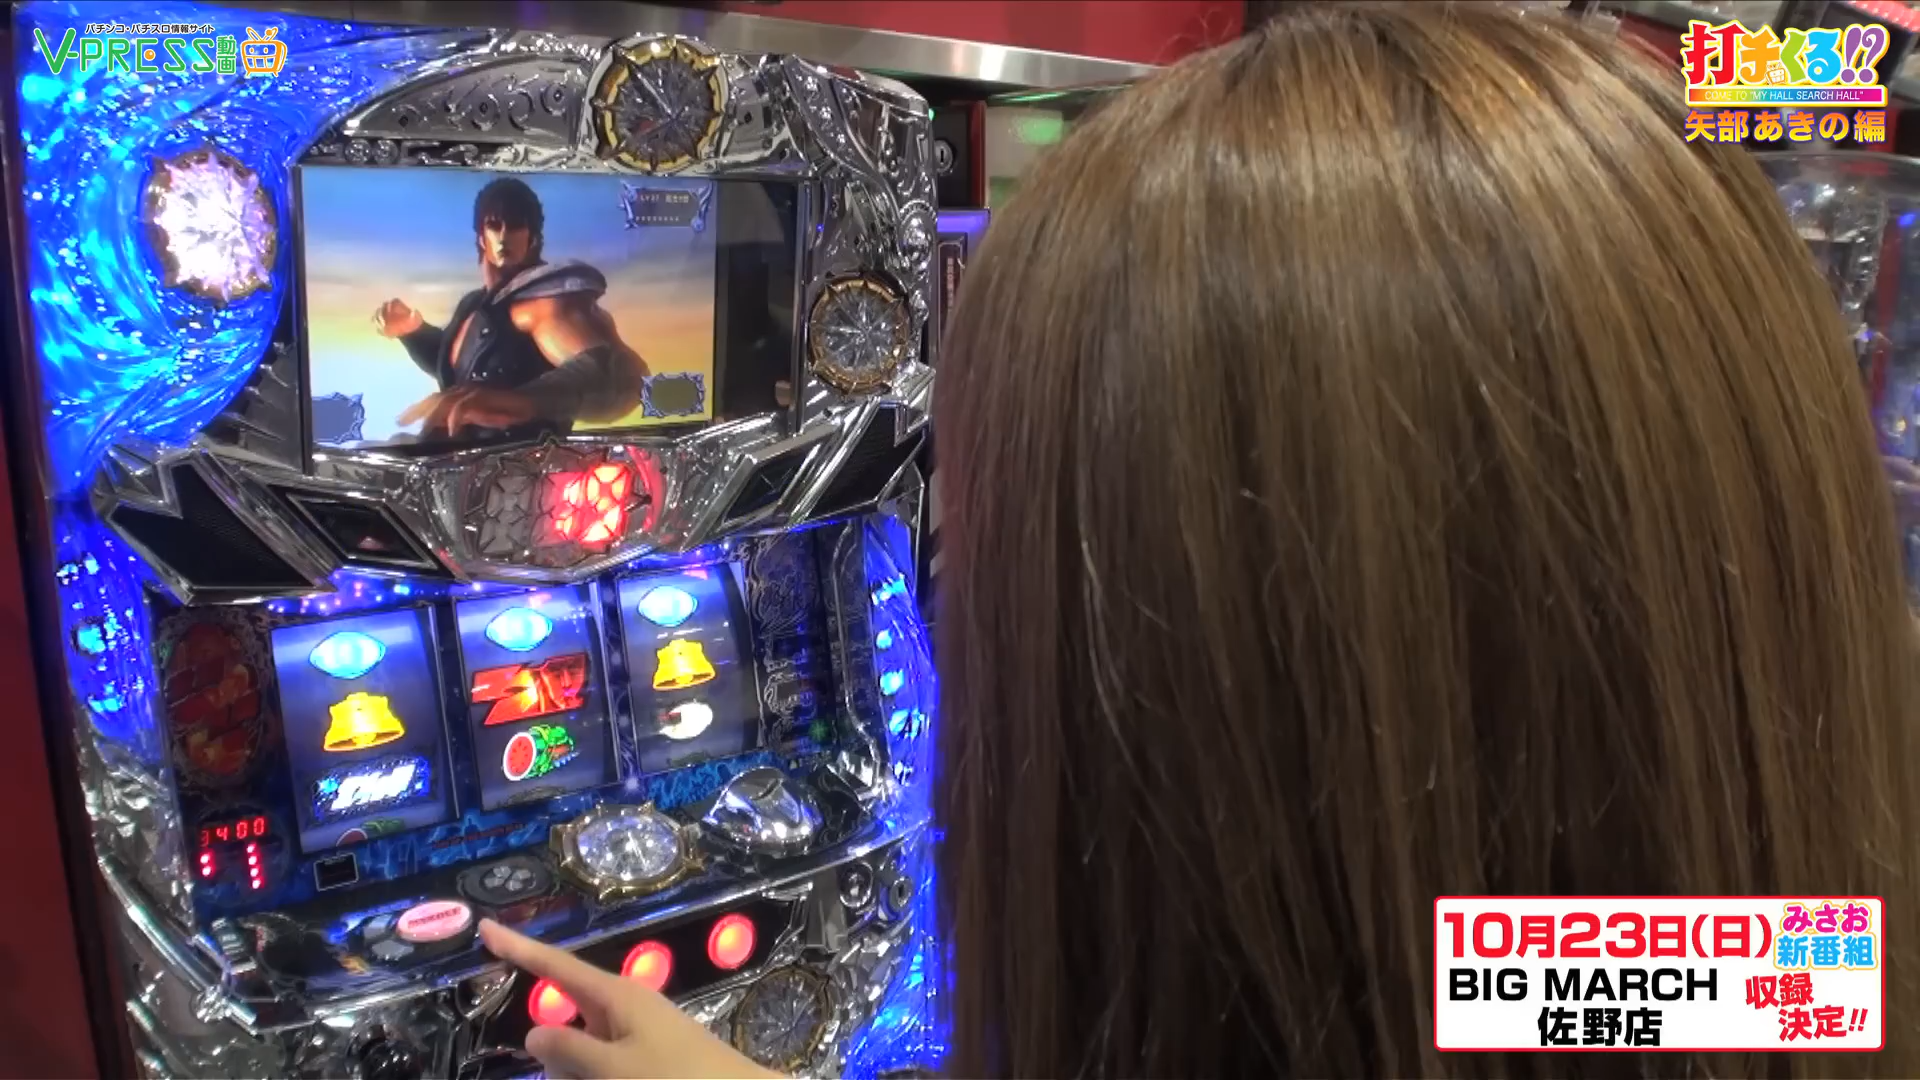 パチンコ・パチスロ情報サイト
V-PRESS動画
打チくる!?
COME TO "MY HALL SEARCH HALL"
矢部あきの編
3400
10月23日(日)
みさお
新番組
BIG MARCH
佐野店
収録
決定!!